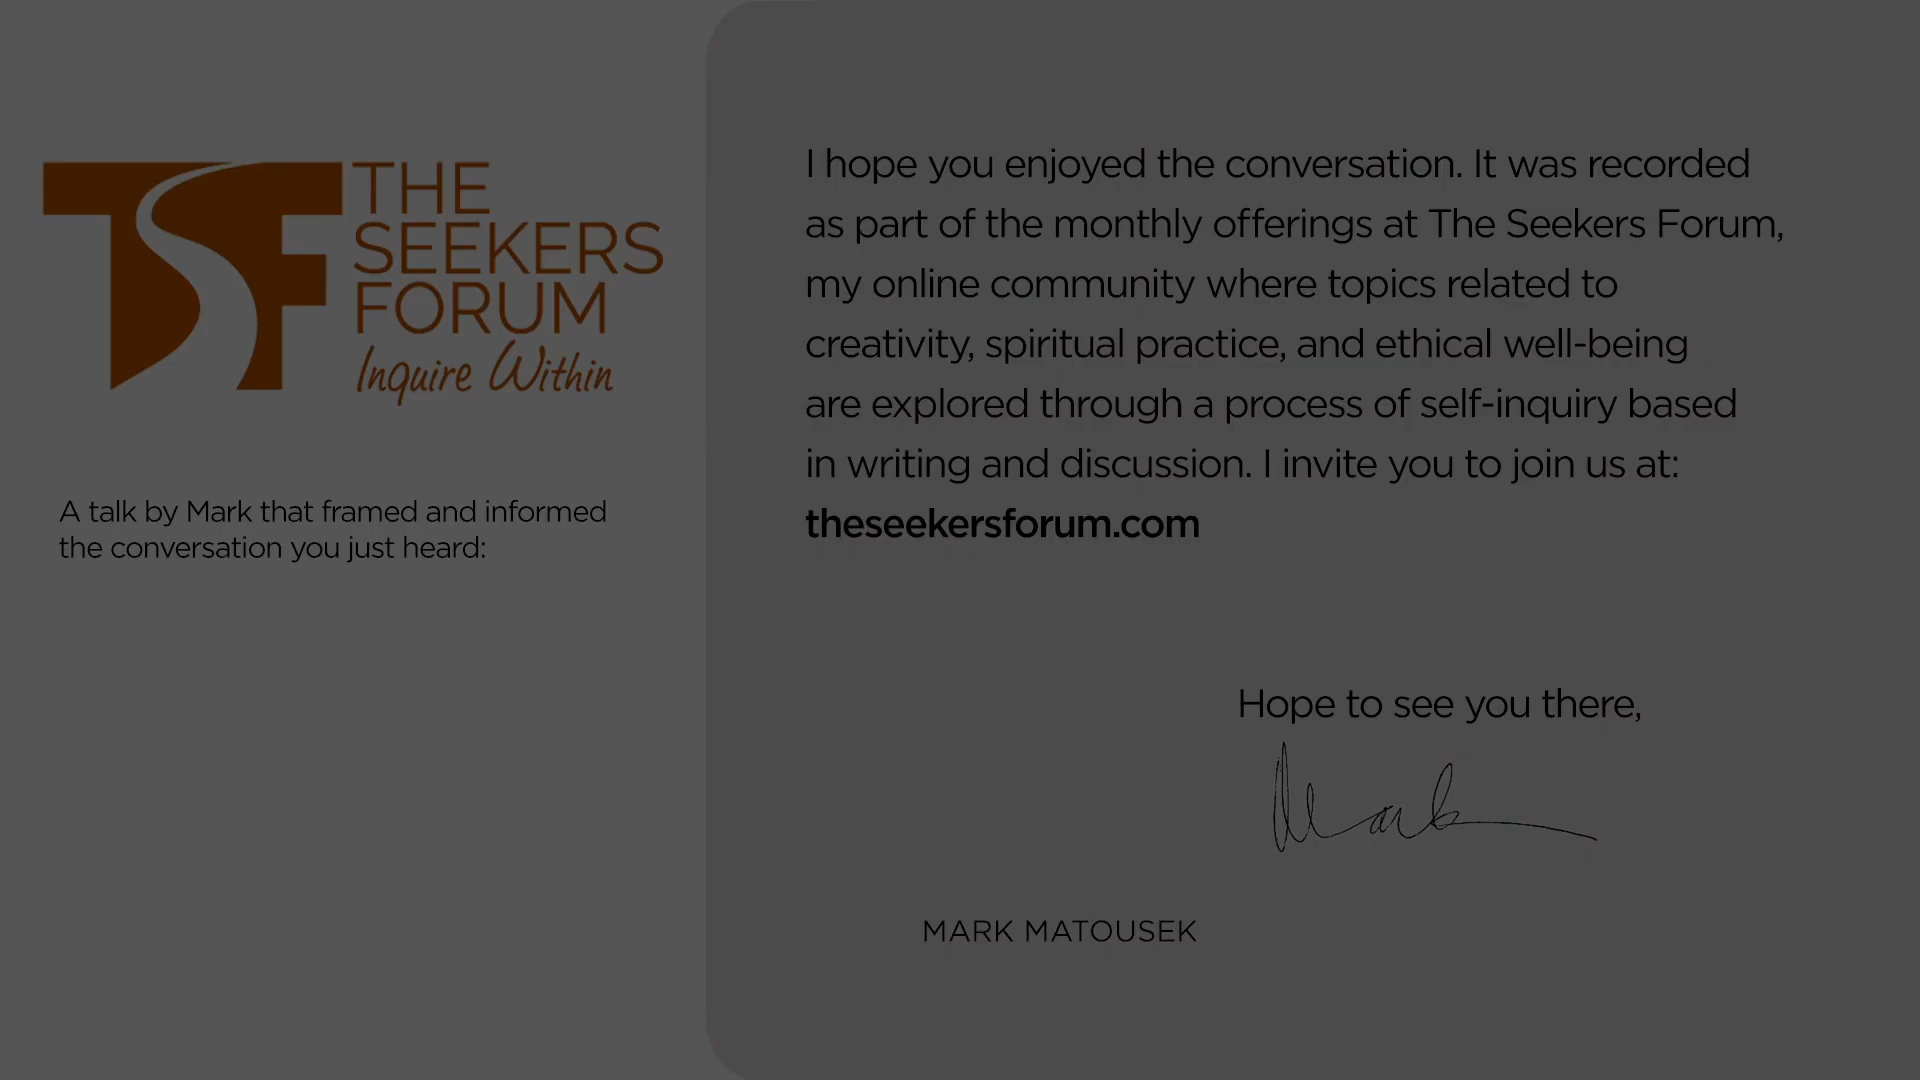 THE
SEEKERS
FORUM
Inquire Within
A talk by Mark that framed and informed
the conversation you just heard:
I hope you enjoyed the conversation. It was recorded
as part of the monthly offerings at The Seekers Forum,
my online community where topics related to
creativity, spiritual practice, and ethical well-being
are explored through a process of self-inquiry based
in writing and discussion. I invite you to join us at:
theseekersforum.com
Hope to see you there,
Mark
MARK MATOUSEK